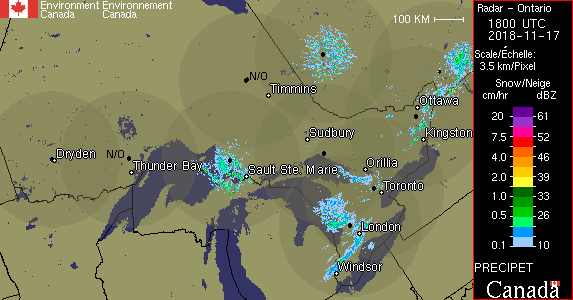 Environment Environnement
Canada Canada
100 KM
N/O
Timmins
Ottawa
Sudbury
Kingston
Dryden
N/O
Thunder Bay
Sault Ste. Marie
Orillia
Toronto
London
Windsor
Radar - Ontario
1800 UTC
2018-11-17
Scale/Échelle:
3.5 km/Pixel
Snow/Neige
cm/hr dBZ
20 61
7.5 52
4.0 46
2.0 39
1.0 33
0.5 26
0.1 10
PRECIPET
Canada